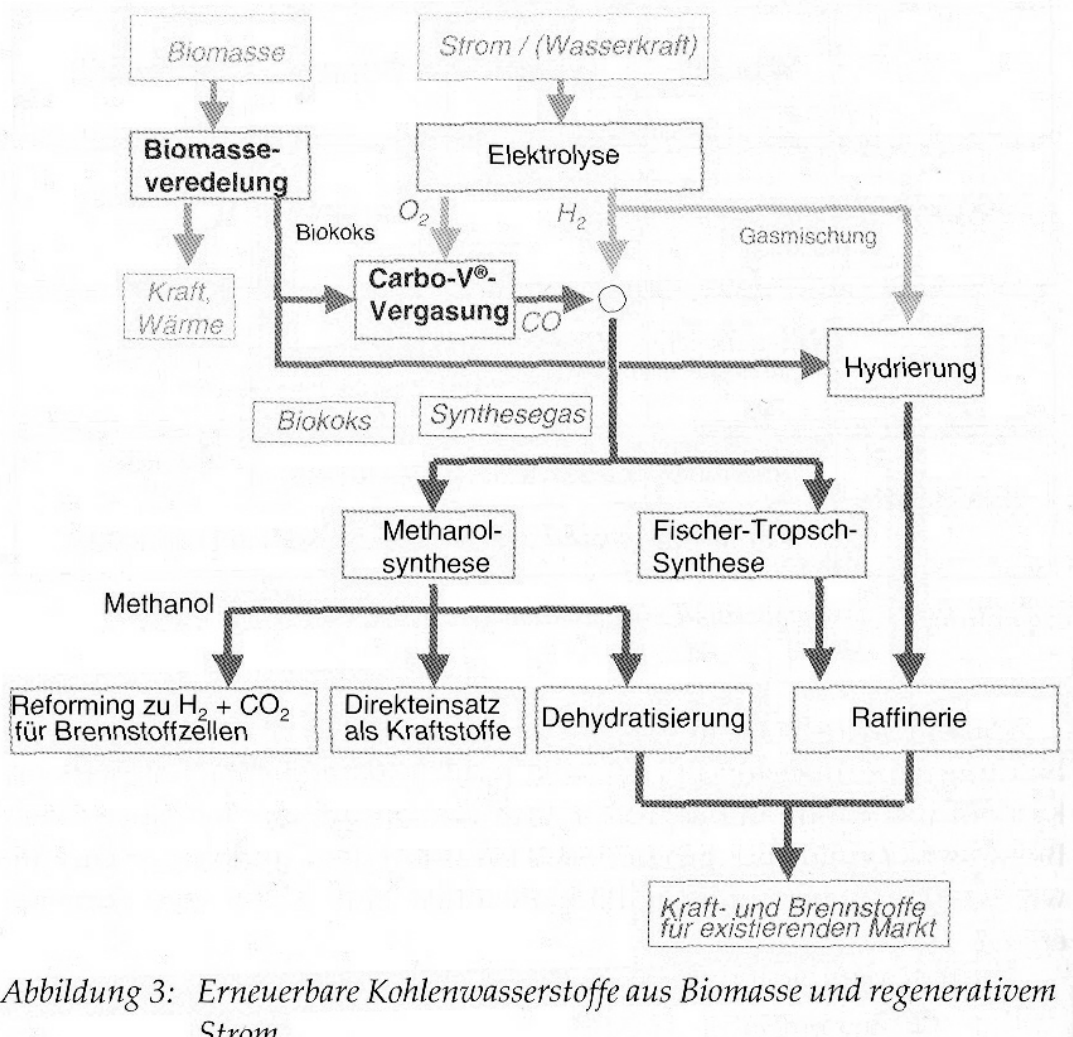 Biomasse
Strom / (Wasserkraft)
Biomasse-
veredelung
Elektrolyse
O₂
H₂
Biokoks
Gasmischung
Kraft,
Wärme
Carbo-V®-
Vergasung
CO
Hydrierung
Biokoks
Synthesegas
Methanol-
synthese
Fischer-Tropsch-
Synthese
Methanol
Reforming zu H₂ + CO₂
für Brennstoffzellen
Direkteinsatz
als Kraftstoffe
Dehydratisierung
Raffinerie
Kraft- und Brennstoffe
für existierenden Markt
Abbildung 3: Erneuerbare Kohlenwasserstoffe aus Biomasse und regenerativem
Strom